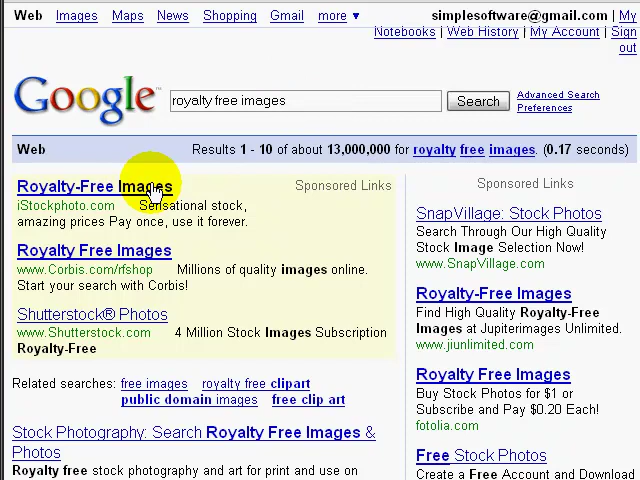 Web Images Maps News Shopping Gmail more ▼ simplesoftware@gmail.com | My
Notebooks | Web History | My Account | Sign
out
Google™
royalty free images
Search
Advanced Search
Preferences
Web Results 1 - 10 of about 13,000,000 for royalty free images. (0.17 seconds)
Royalty-Free Images
Sponsored Links
iStockphoto.com Sensational stock,
amazing prices Pay once, use it forever.
Royalty Free Images
www.Corbis.com/rfshop Millions of quality images online.
Start your search with Corbis!
Shutterstock® Photos
www.Shutterstock.com 4 Million Stock Images Subscription
Royalty-Free
Related searches: free images royalty free clipart
public domain images free clip art
Stock Photography: Search Royalty Free Images &
Photos
Royalty free stock photography and art for print and use on
Sponsored Links
SnapVillage: Stock Photos
Search Through Our High Quality
Stock Image Selection Now!
www.SnapVillage.com
Royalty-Free Images
Find High Quality Royalty-Free
Images at Jupiterimages Unlimited.
www.jiunlimited.com
Royalty Free Images
Buy Stock Photos for $1 or
Subscribe and Pay $0.20 Each!
fotolia.com
Free Stock Photos
Create a Free Account and Download